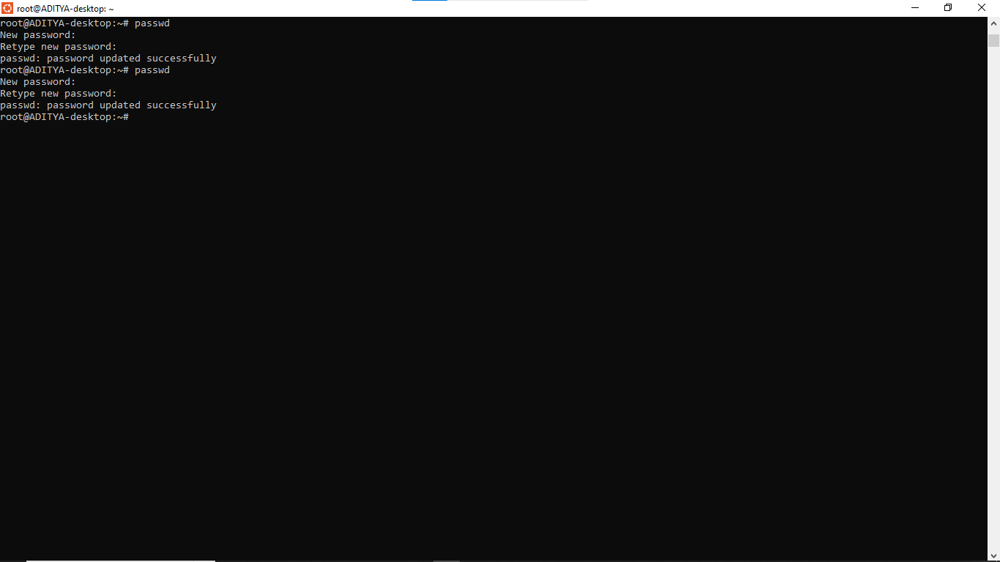 root@ADITYA-desktop: ~
root@ADITYA-desktop:~# passwd
New password:
Retype new password:
passwd: password updated successfully
root@ADITYA-desktop:~# passwd
New password:
Retype new password:
passwd: password updated successfully
root@ADITYA-desktop:~#